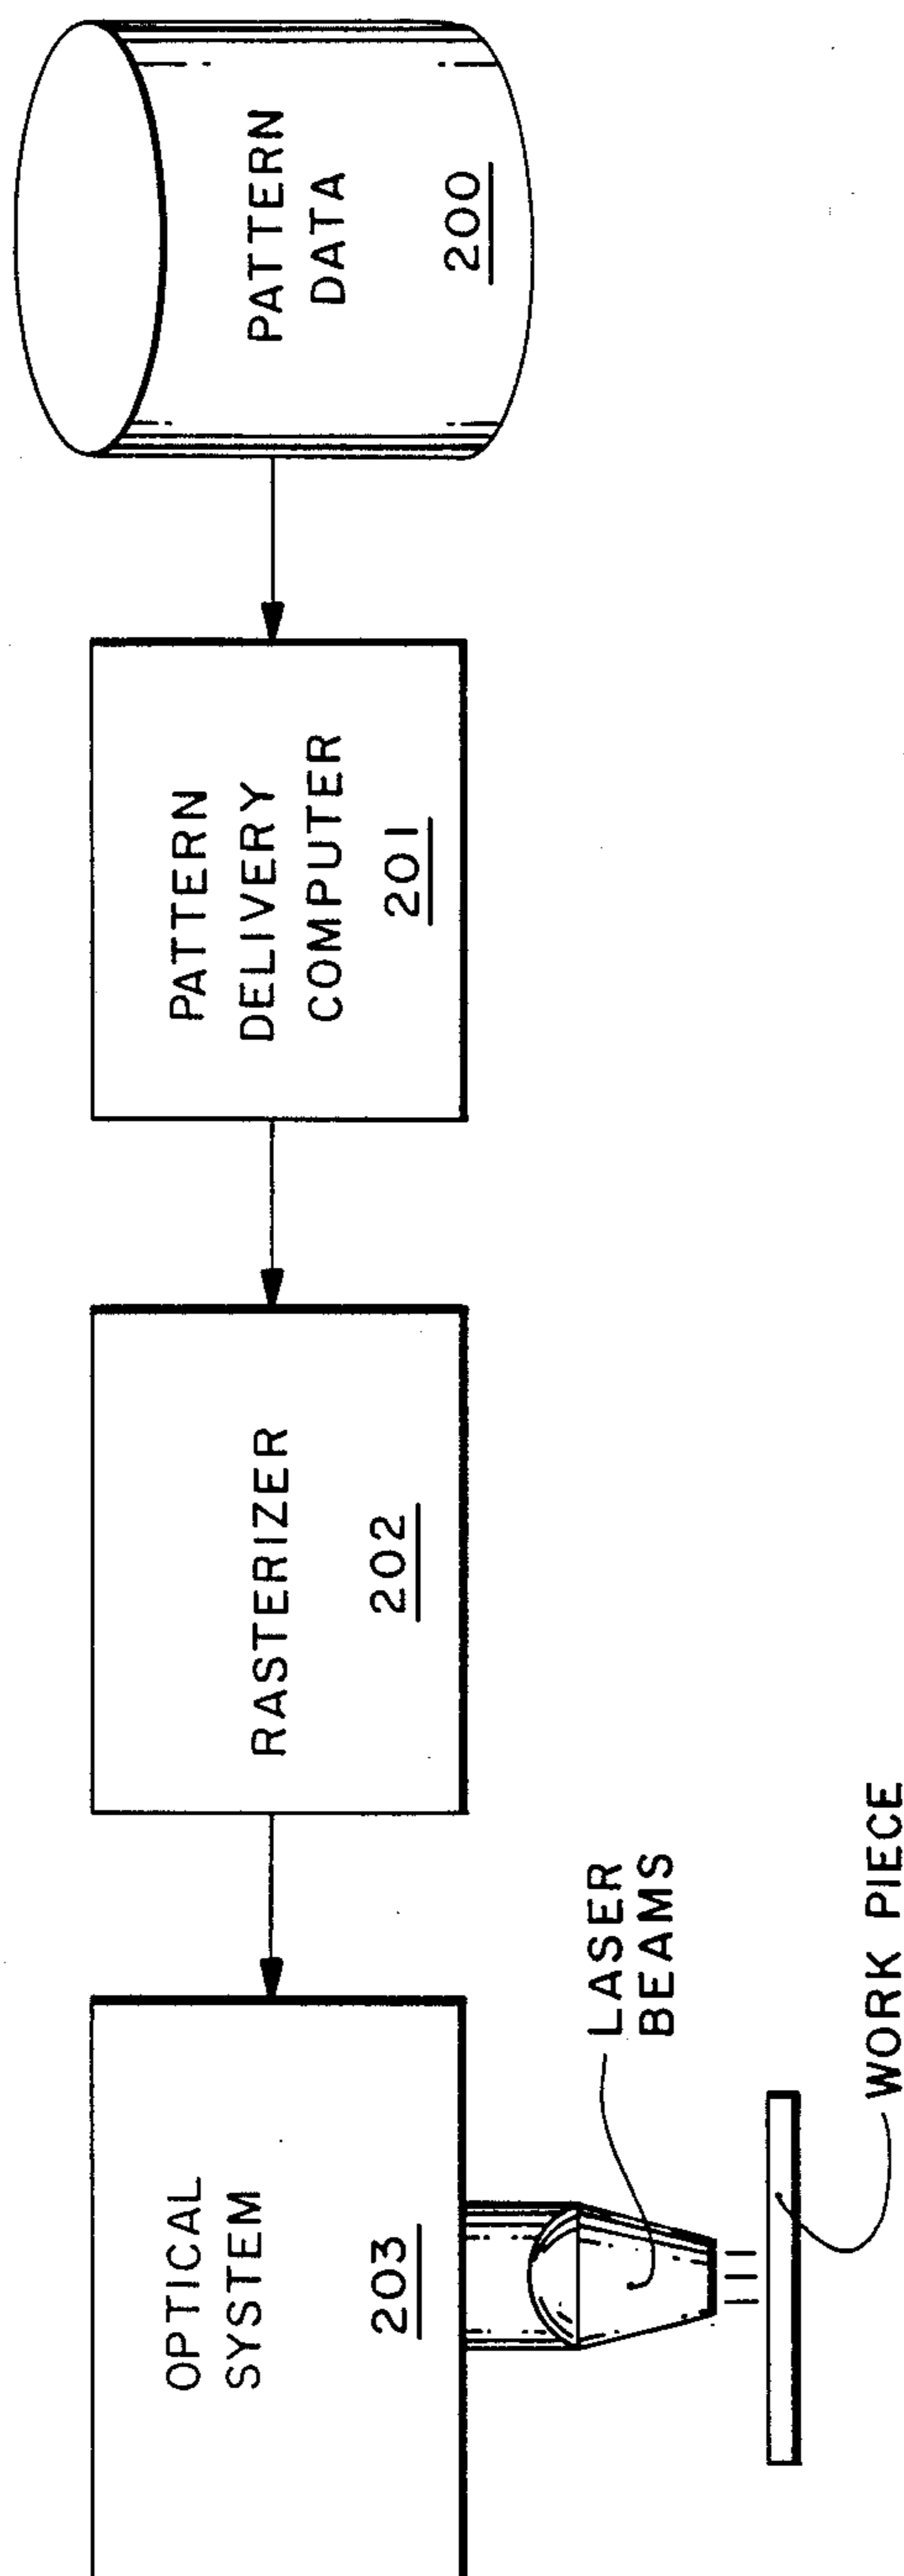 PATTERN
DATA
200
PATTERN
DELIVERY
COMPUTER
201
RASTERIZER
202
OPTICAL
SYSTEM
203
LASER
BEAMS
WORK PIECE